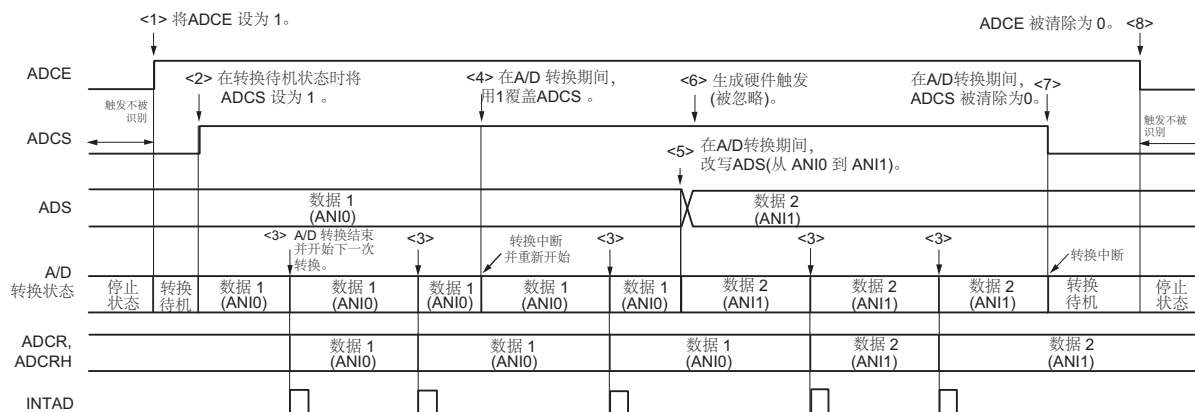 <1> 将ADCE 设为 1。
ADCE 被清除为 0。 <8>
ADCE
<2> 在转换待机状态时将
ADCS 设为 1 。
<4> 在A/D 转换期间,
用1覆盖ADCS 。
<6> 生成硬件触发
(被忽略)。
在A/D转换期间,
ADCS 被清除为0。
<7>
触发不被
识别
触发不被
识别
ADCS
<5> 在A/D转换期间,
改写ADS(从 ANI0 到 ANI1)。
ADS
数据 1
(ANI0)
数据 2
(ANI1)
<3> A/D 转换结束
并开始下一次
转换。
<3>
转换中断
并重新开始
<3>
<3>
<3>
转换中断
A/D
转换状态
停止
状态
转换
待机
数据 1
(ANI0)
数据 1
(ANI0)
数据 1
(ANI0)
数据 1
(ANI0)
数据 1
(ANI0)
数据 2
(ANI1)
数据 2
(ANI1)
数据 2
(ANI1)
转换
待机
停止
状态
ADCR,
ADCRH
数据 1
(ANI0)
数据 1
(ANI0)
数据 1
(ANI0)
数据 2
(ANI1)
数据 2
(ANI1)
INTAD